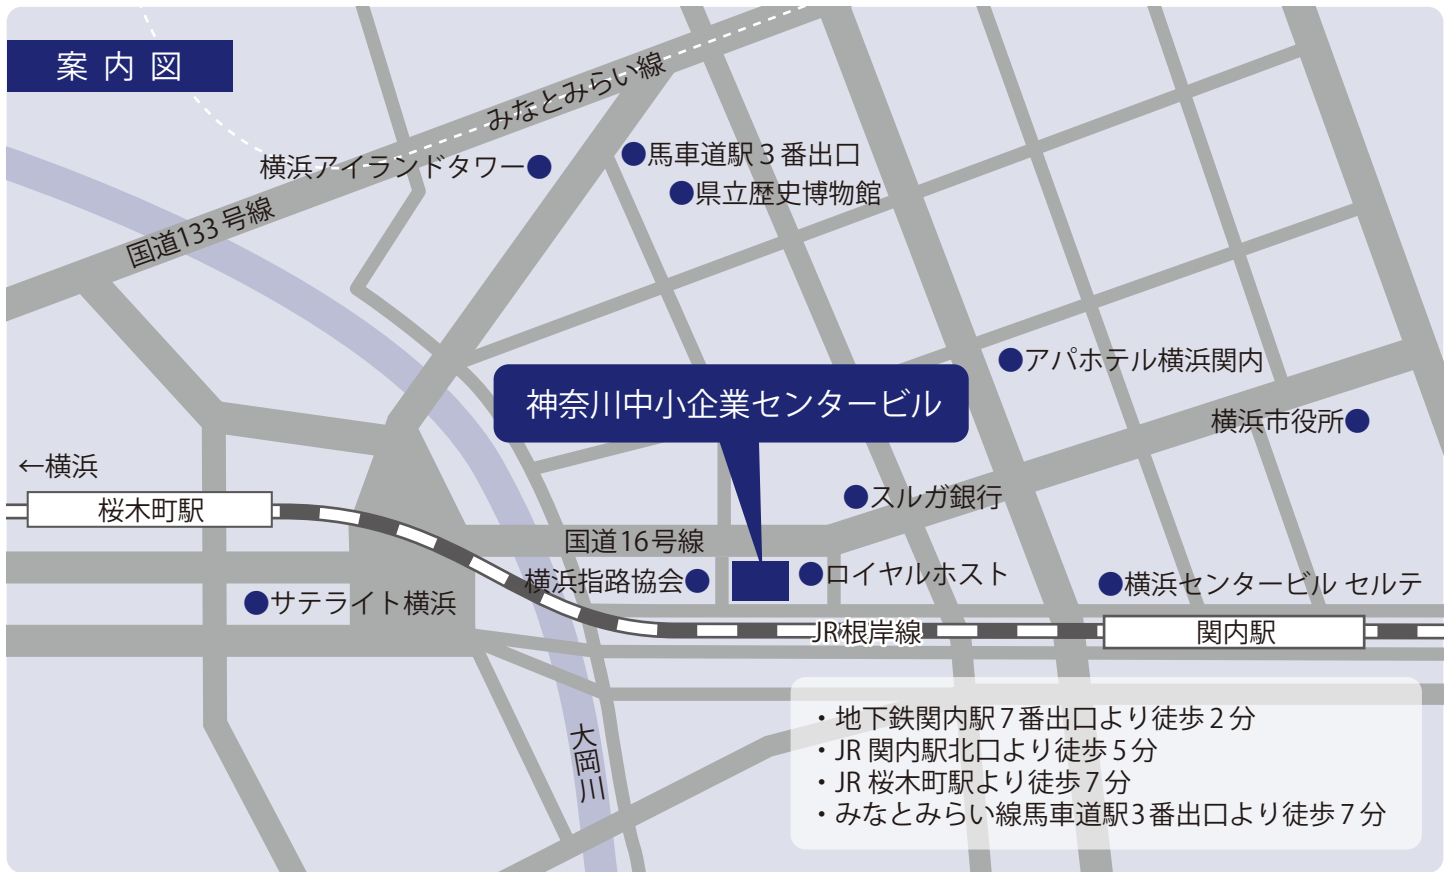 案内図
みなとみらい線
横浜アイランドタワー
馬車道駅3番出口
県立歴史博物館
国道133号線
アパホテル横浜関内
神奈川中小企業センタービル
横浜市役所
←横浜
桜木町駅
スルガ銀行
国道16号線
横浜指路協会
ロイヤルホスト
横浜センタービル セルテ
サテライト横浜
JR根岸線
関内駅
大岡川
・地下鉄関内駅7番出口より徒歩2分
・JR関内駅北口より徒歩5分
・JR桜木町駅より徒歩7分
・みなとみらい線馬車道駅3番出口より徒歩7分